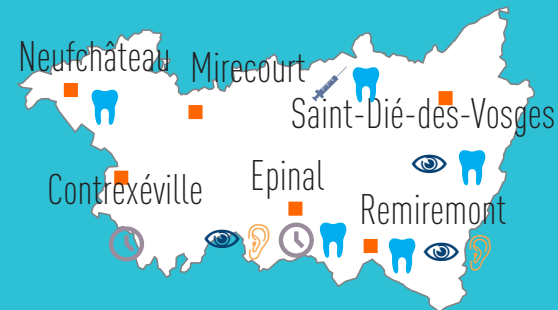 Neufchâteau
Mirecourt
Saint-Dié-des-Vosges
Contrexéville
Epinal
Remiremont